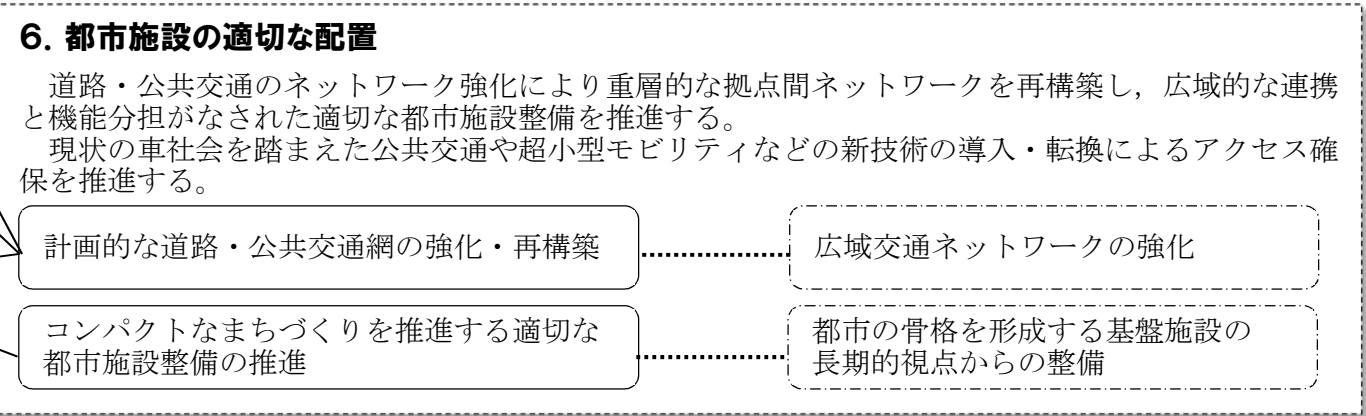 6．都市施設の適切な配置
　道路・公共交通のネットワーク強化により重層的な拠点間ネットワークを再構築し，広域的な連携
と機能分担がなされた適切な都市施設整備を推進する。
　現状の車社会を踏まえた公共交通や超小型モビリティなどの新技術の導入・転換によるアクセス確
保を推進する。
計画的な道路・公共交通網の強化・再構築
広域交通ネットワークの強化
コンパクトなまちづくりを推進する適切な
都市施設整備の推進
都市の骨格を形成する基盤施設の
長期的視点からの整備